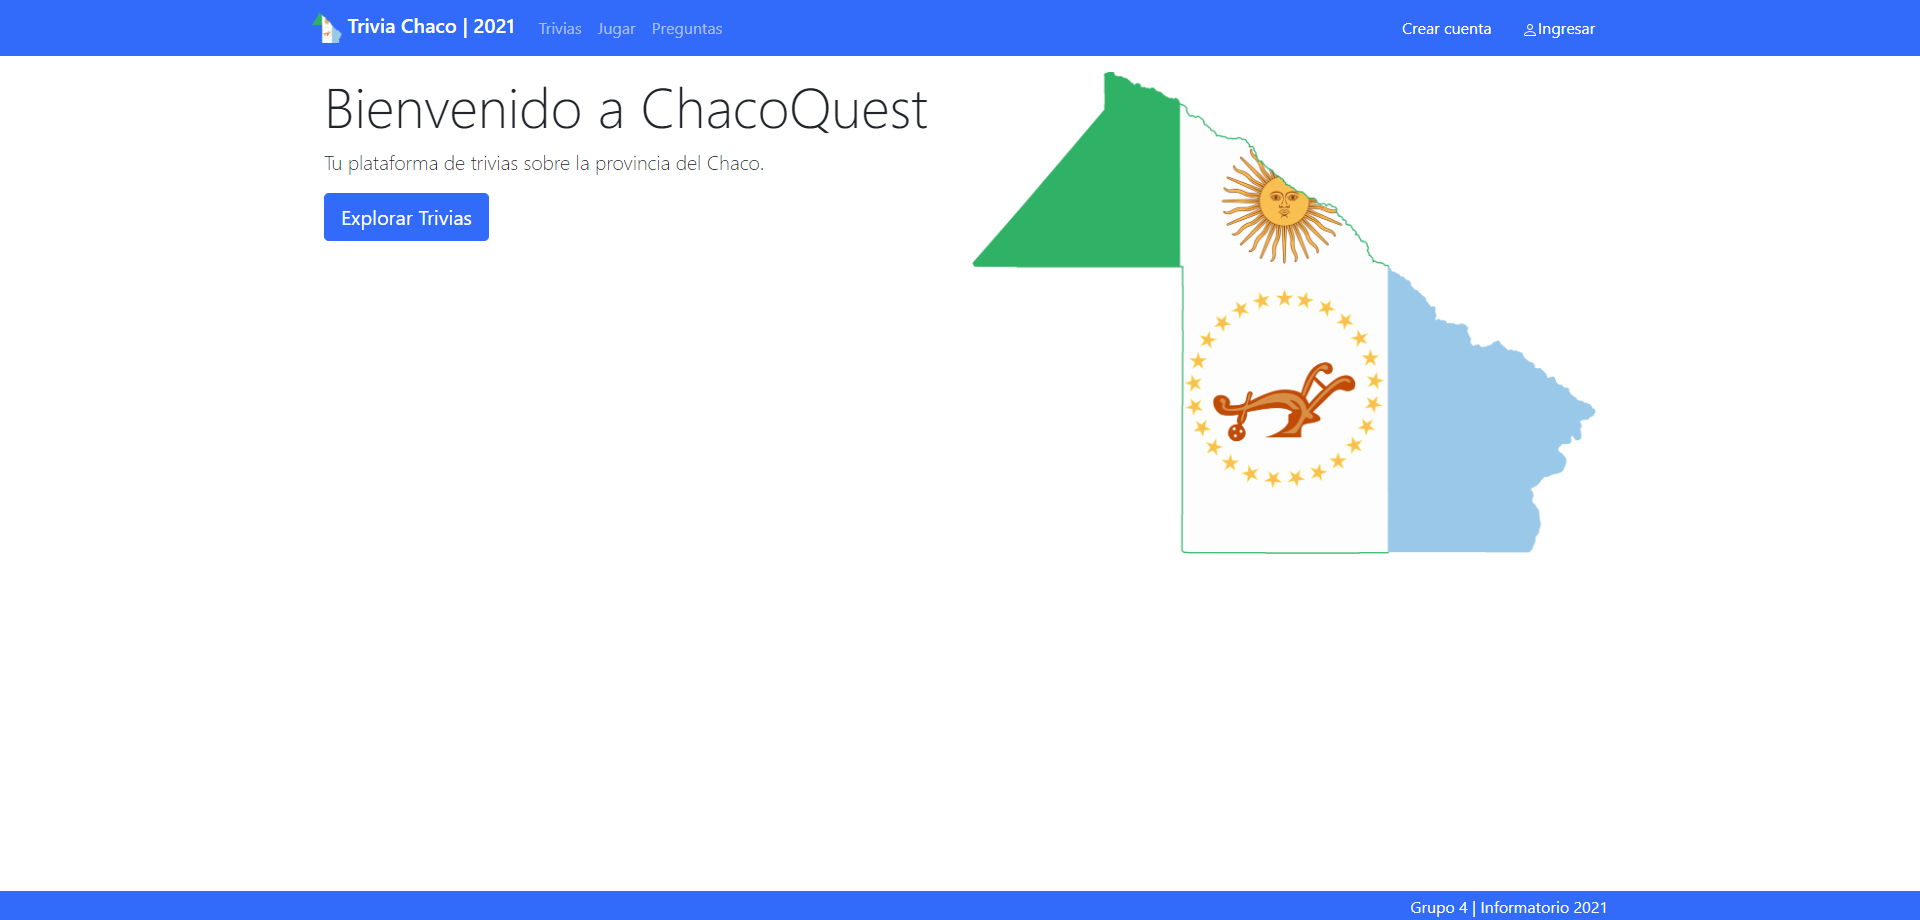 Trivia Chaco | 2021
Trivias
Jugar
Preguntas
Crear cuenta
Ingresar
Bienvenido a ChacoQuest
Tu plataforma de trivias sobre la provincia del Chaco.
Explorar Trivias
Grupo 4 | Informatorio 2021